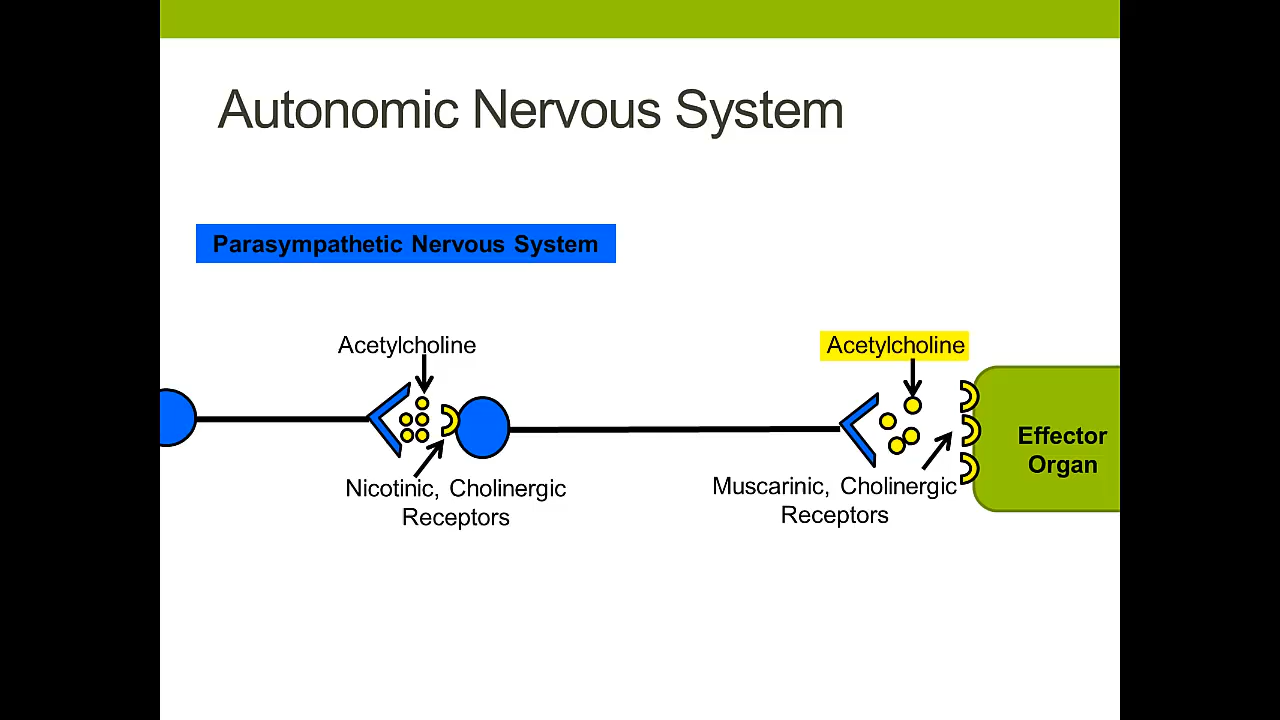 Autonomic Nervous System
Parasympathetic Nervous System
Acetylcholine
Acetylcholine
Effector
Organ
Nicotinic, Cholinergic
Receptors
Muscarinic, Cholinergic
Receptors